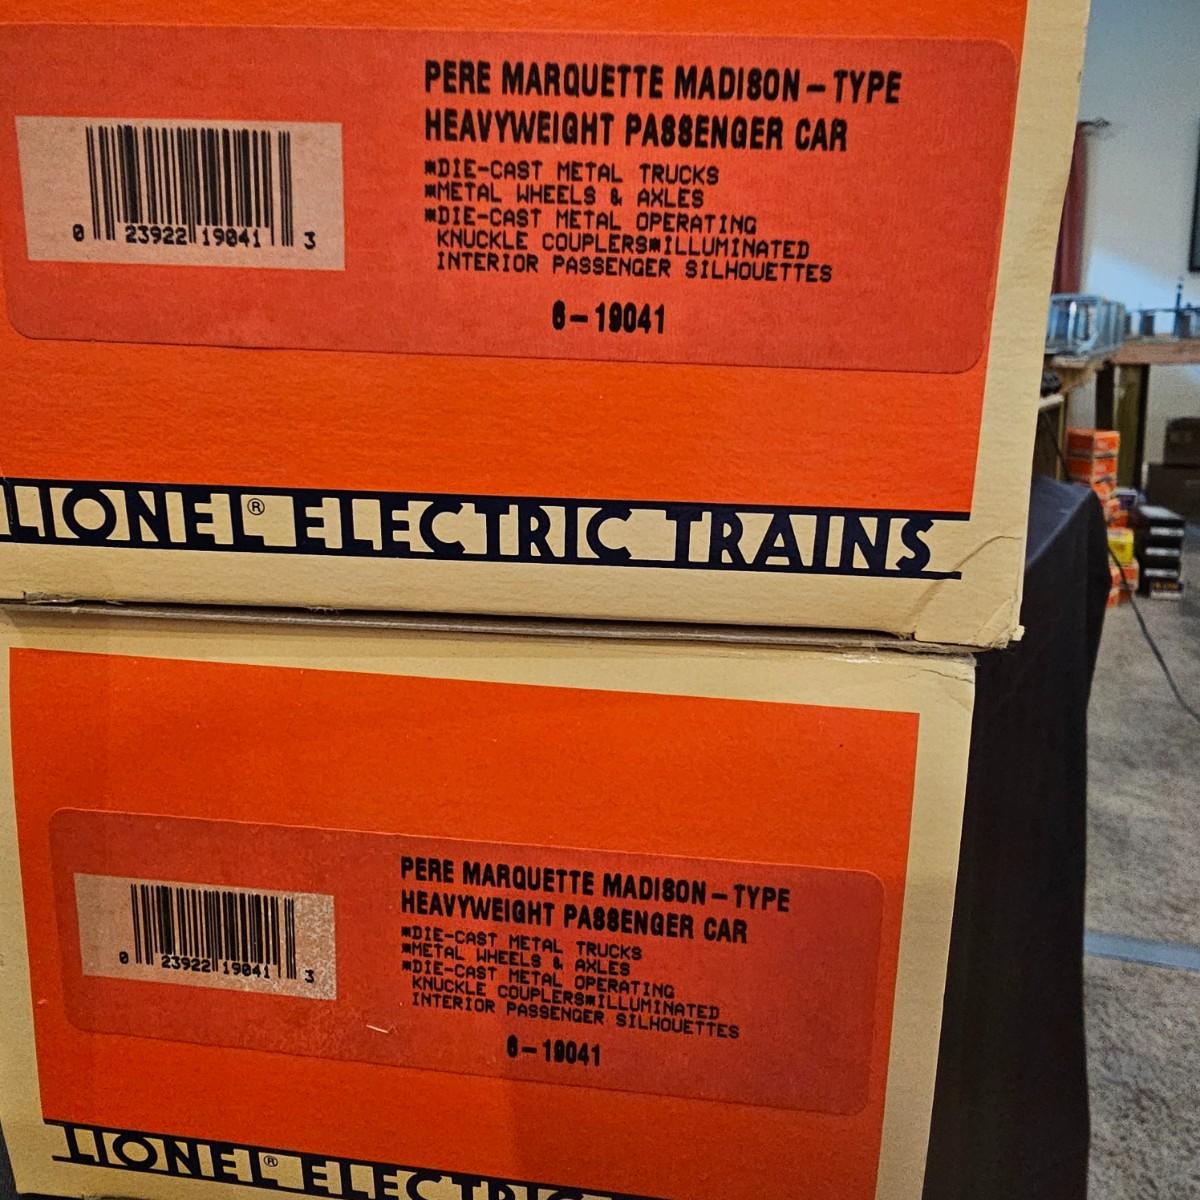 PERE MARQUETTE MADISON-TYPE
HEAVYWEIGHT PASSENGER CAR
*DIE-CAST METAL TRUCKS
*METAL WHEELS & AXLES
*DIE-CAST METAL OPERATING
KNUCKLE COUPLERS*ILLUMINATED
INTERIOR PASSENGER SILHOUETTES
6-19041
0 23922 19041 3
LIONEL® ELECTRIC TRAINS
PERE MARQUETTE MADISON-TYPE
HEAVYWEIGHT PASSENGER CAR
*DIE-CAST METAL TRUCKS
*METAL WHEELS & AXLES
*DIE-CAST METAL OPERATING
KNUCKLE COUPLERS*ILLUMINATED
INTERIOR PASSENGER SILHOUETTES
6-19041
0 23922 19041 3
LIONEL® ELECTRIC